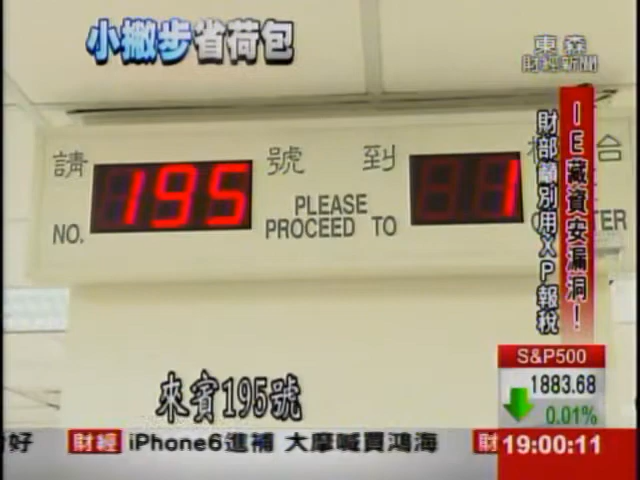 小撇步省荷包
東森
財經新聞
IE藏資安漏洞!
財部籲別用XP報稅
請 195 號 到 1 台
NO. PLEASE PROCEED TO TER
來賓195號
S&P500
1883.68
0.01%
好 財經 iPhone6進補 大摩喊買鴻海 財
19:00:11